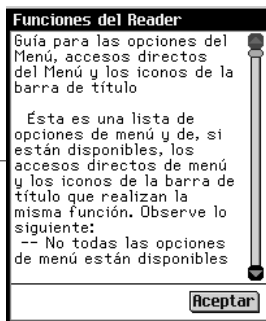 Funciones del Reader
Guía para las opciones del
Menú, accesos directos
del Menú y los iconos de la
barra de título
Ésta es una lista de
opciones de menú y de, si
están disponibles, los
accesos directos de menú
y los iconos de la barra de
título que realizan la
misma función. Observe lo
siguiente:
-- No todas las opciones
de menú están disponibles
Aceptar